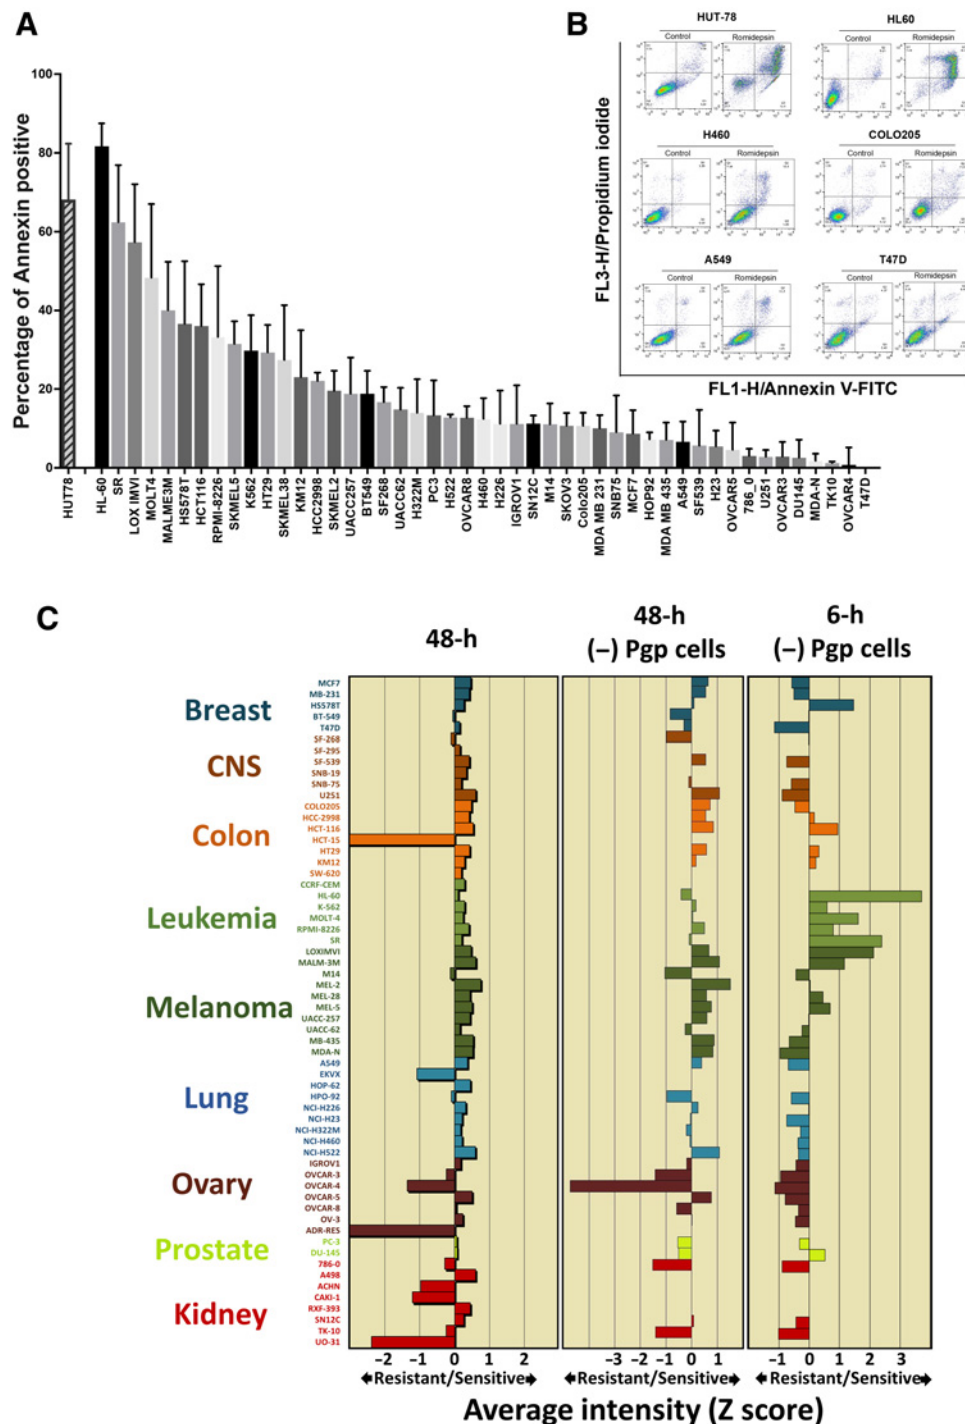 A
Percentage of Annexin positive
100
80
60
40
20
0
HUT78
HL-60
SR
LOX IMVI
MOLT4
MALME3M
HS578T
HCT116
RPMI-8226
SKMEL5
K562
HT29
SKMEL38
KM12
HCC2998
SKMEL2
UACC257
BT549
SF268
UACC62
H322M
PC3
H522
OVCAR8
H460
H226
IGROV1
SN12C
M14
SKOV3
Colo205
MDA MB 231
SNB75
MCF7
HOP92
MDA MB 435
A549
SF539
H23
OVCAR5
786_0
U251
OVCAR3
DU145
MDA-N
TK10
OVCAR4
T47D
B
FL3-H/Propidium iodide
HUT-78
HL60
Control
Romidepsin
Control
Romidepsin
H460
COLO205
Control
Romidepsin
Control
Romidepsin
A549
T47D
Control
Romidepsin
Control
Romidepsin
FL1-H/Annexin V-FITC
C
48-h
48-h
(–) Pgp cells
6-h
(–) Pgp cells
Breast
MCF7
MB-231
HS578T
BT-549
T47D
CNS
SF-268
SF-295
SF-539
SNB-19
SNB-75
U251
Colon
COLO205
HCC-2998
HCT-116
HCT-15
HT29
KM12
SW-620
Leukemia
CCRF-CEM
HL-60
K-562
MOLT-4
RPMI-8226
SR
Melanoma
LOXIMVI
MALM-3M
M14
MEL-2
MEL-28
MEL-5
UACC-257
UACC-62
MB-435
MDA-N
Lung
A549
EKVX
HOP-62
HPO-92
NCI-H226
NCI-H23
NCI-H322M
NCI-H460
NCI-H522
Ovary
IGROV1
OVCAR-3
OVCAR-4
OVCAR-5
OVCAR-8
OV-3
ADR-RES
Prostate
PC-3
DU-145
Kidney
786-0
A498
ACHN
CAKI-1
RXF-393
SN12C
TK-10
UO-31
−2 −1 0 1 2
−3 −2 −1 0 1
−1 0 1 2 3
Resistant/Sensitive
Resistant/Sensitive
Resistant/Sensitive
Average intensity (Z score)